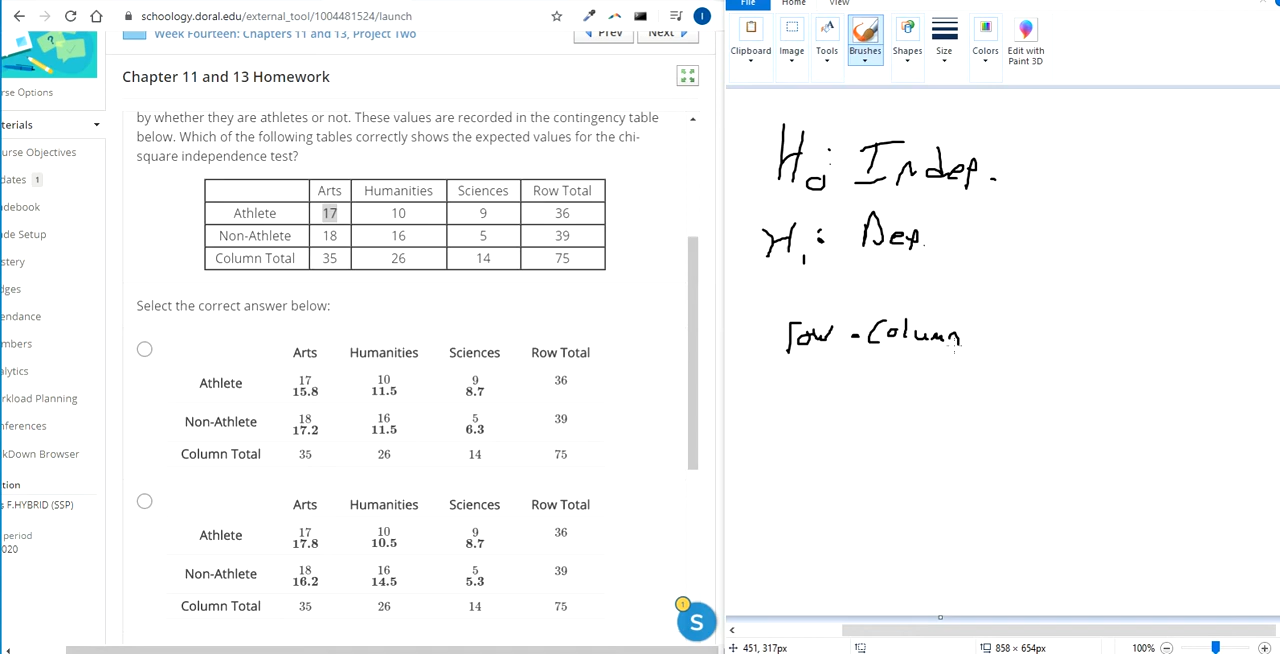 schoology.doral.edu/external_tool/1004481524/launch
I
Week Fourteen: Chapters 11 and 13, Project Two
Prev
Next
Chapter 11 and 13 Homework
rse Options
terials
urse Objectives
dates 1
adebook
ade Setup
stery
dges
endance
mbers
alytics
rkload Planning
nferences
kDown Browser
tion
s F.HYBRID (SSP)
period
020
by whether they are athletes or not. These values are recorded in the contingency table
below. Which of the following tables correctly shows the expected values for the chi-
square independence test?
Arts Humanities Sciences Row Total
Athlete 17 10 9 36
Non-Athlete 18 16 5 39
Column Total 35 26 14 75
Select the correct answer below:
Arts Humanities Sciences Row Total
Athlete 17 10 9 36
15.8 11.5 8.7
Non-Athlete 18 16 5 39
17.2 11.5 6.3
Column Total 35 26 14 75
Arts Humanities Sciences Row Total
Athlete 17 10 9 36
17.8 10.5 8.7
Non-Athlete 18 16 5 39
16.2 14.5 5.3
Column Total 35 26 14 75
1
S
File Home View
Clipboard Image Tools Brushes Shapes Size Colors Edit with
Paint 3D
H0: Indep.
H1: Dep.
row - Column
451, 317px
858 × 654px
100%